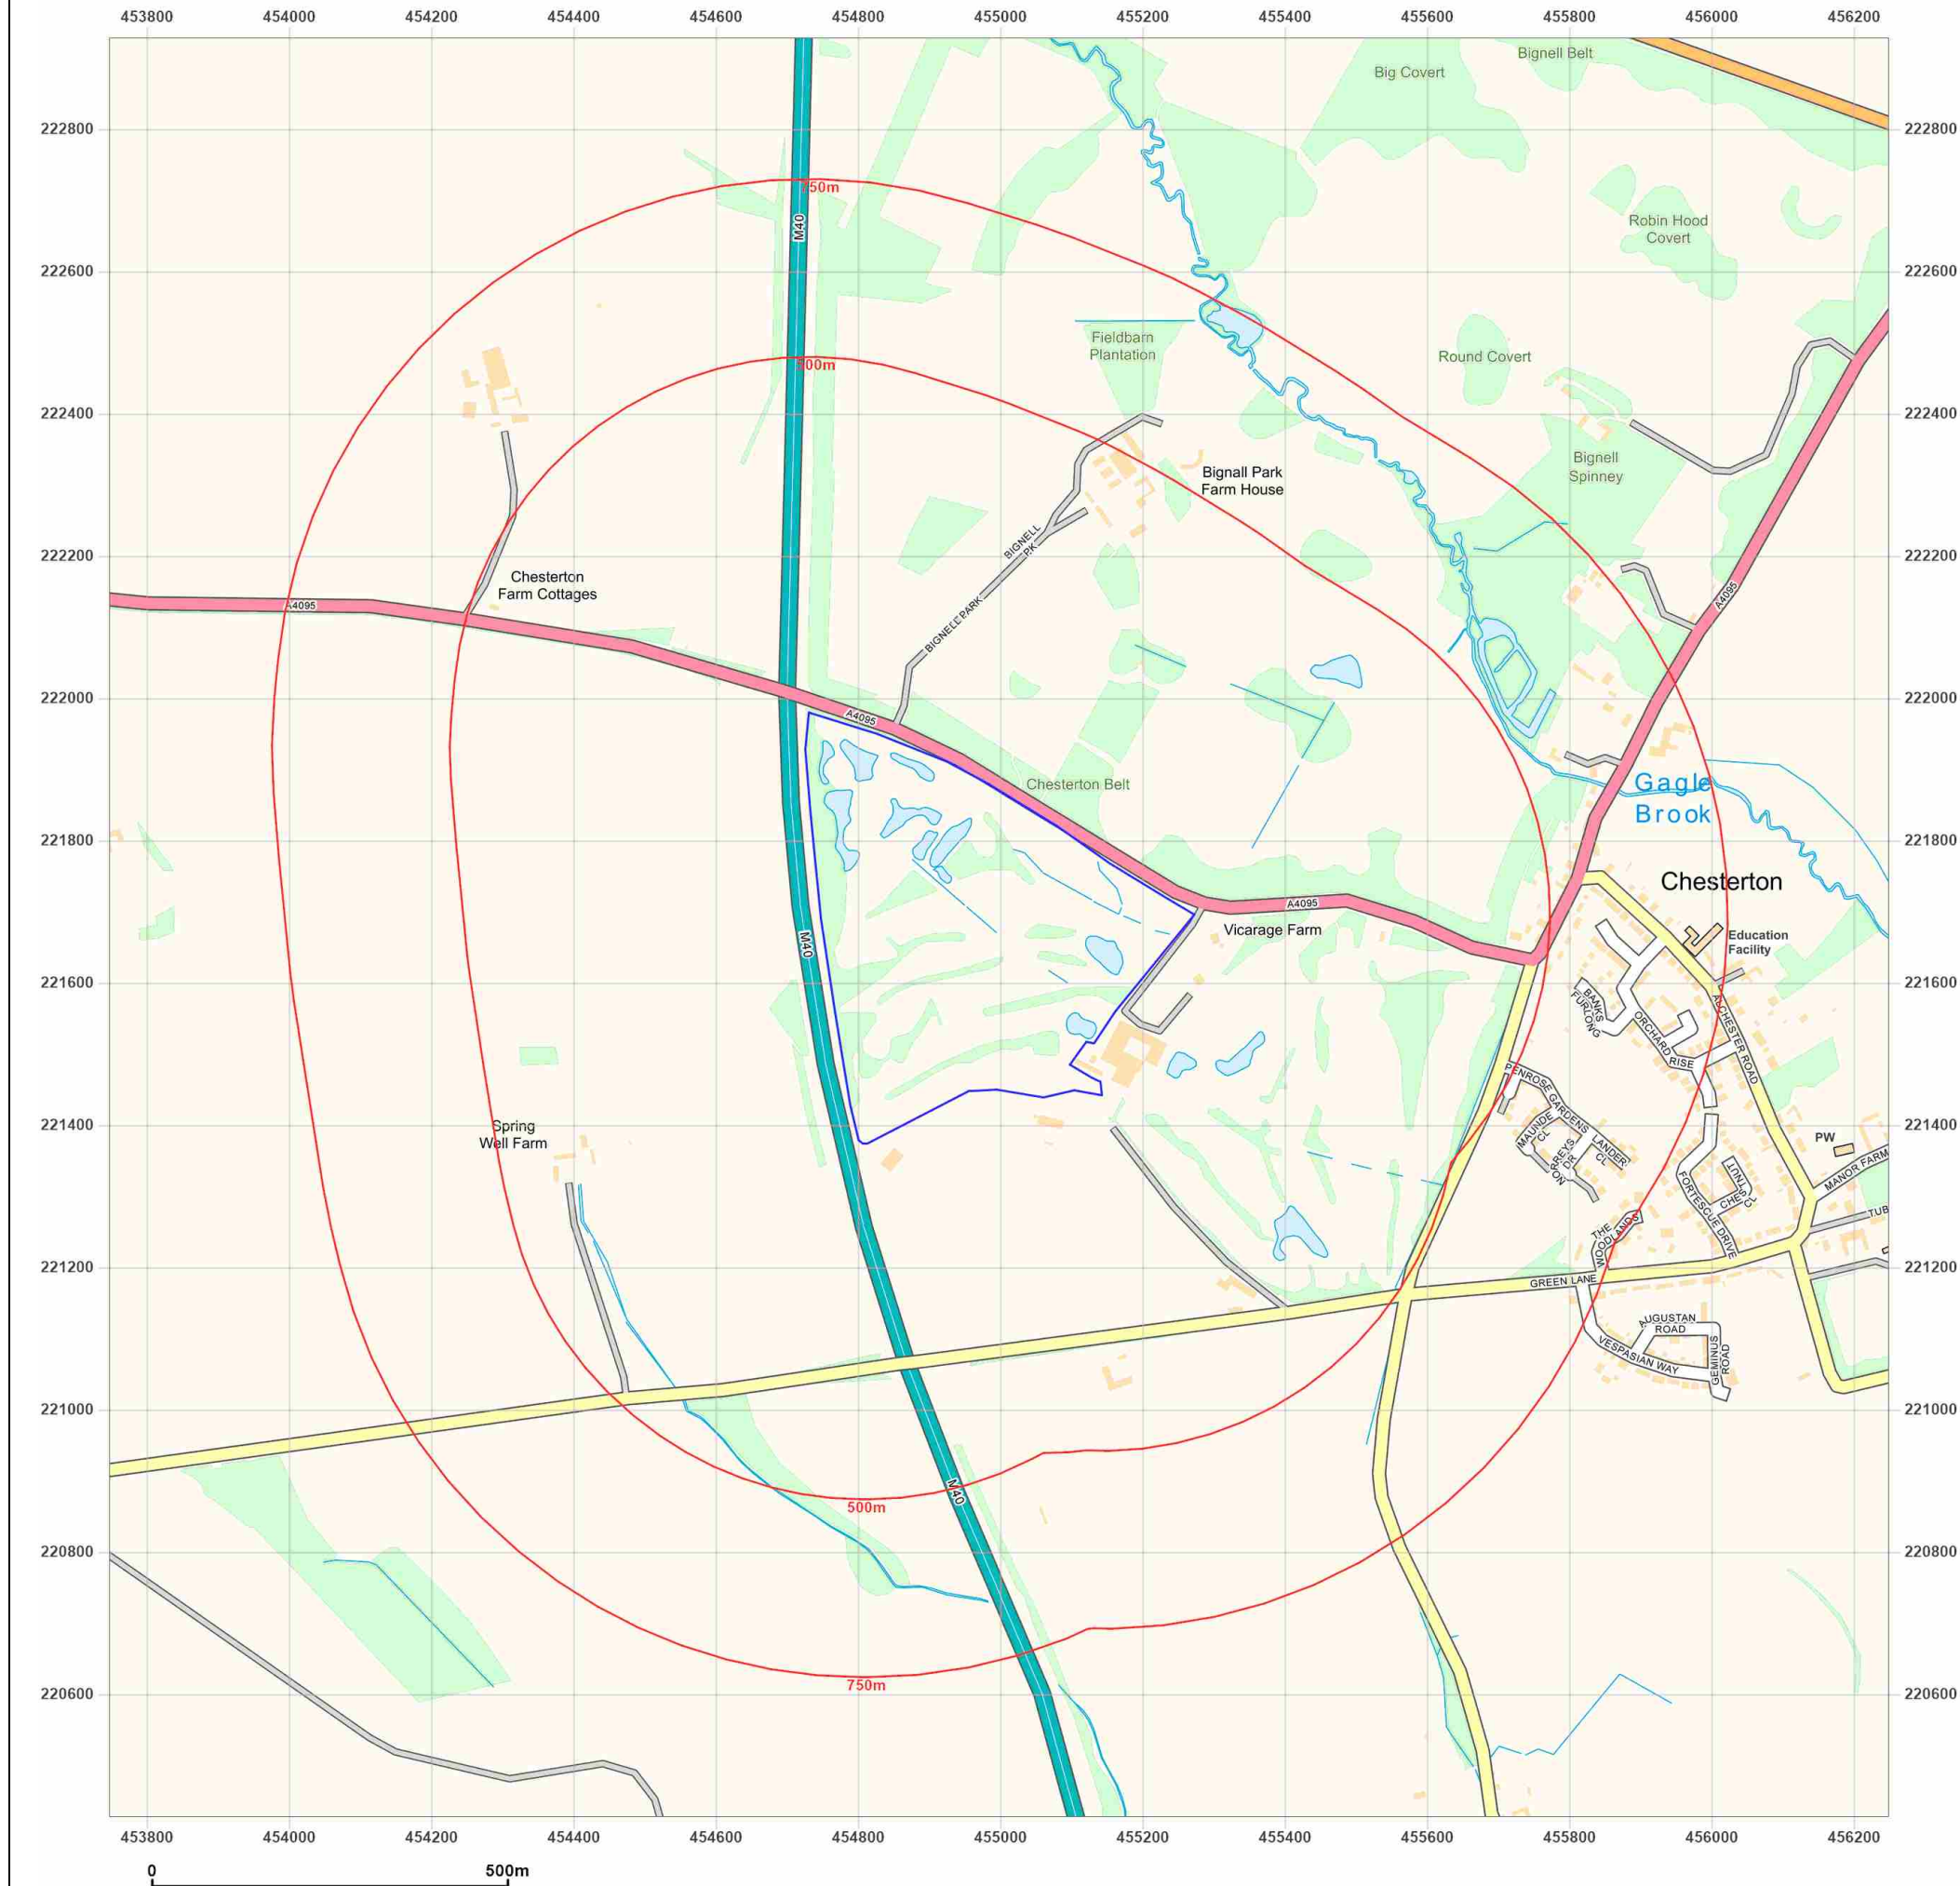 453800 454000 454200 454400 454600 454800 455000 455200 455400 455600 455800 456000 456200
Bignell Belt
Big Covert
222800
222800
750m
M40
Robin Hood
Covert
222600
222600
Fieldbarn
Plantation
Round Covert
500m
222400
222400
Bignell
Spinney
Bignall Park
Farm House
BIGNELL
PK
222200
222200
Chesterton
Farm Cottages
A4095
A4095
BIGNELL PARK
222000
222000
A4095
Chesterton Belt
Gagle
Brook
221800
221800
Chesterton
A4095
Vicarage Farm
Education
Facility
M40
221600
221600
BANKS
FURLONG
ORCHARD
RISE
ALCHESTER ROAD
PENROSE GARDENS
Spring
Well Farm
221400
221400
MAUNDE
CL
LANDER
CL
PW
MANOR FARM
FORTESCUE DRIVE
THE
WOODLANDS
TUB
221200
221200
GREEN LANE
AUGUSTAN
ROAD
VESPASIAN WAY
GEMINUS
ROAD
221000
221000
M40
500m
220800
220800
750m
220600
220600
453800 454000 454200 454400 454600 454800 455000 455200 455400 455600 455800 456000 456200
0 500m